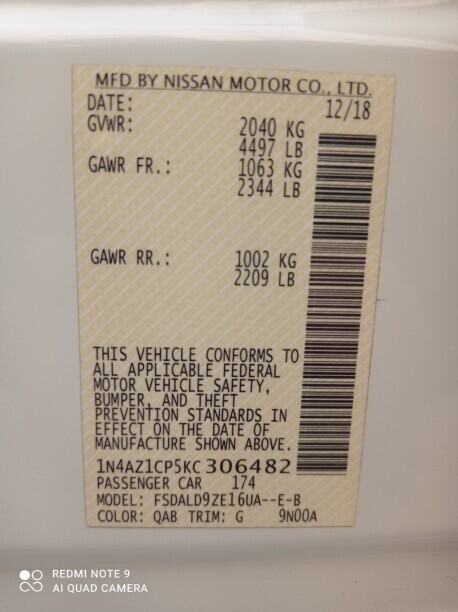 MFD BY NISSAN MOTOR CO., LTD.
DATE: 12/18
GVWR: 2040 KG
4497 LB
GAWR FR.: 1063 KG
2344 LB
GAWR RR.: 1002 KG
2209 LB
THIS VEHICLE CONFORMS TO
ALL APPLICABLE FEDERAL
MOTOR VEHICLE SAFETY,
BUMPER, AND THEFT
PREVENTION STANDARDS IN
EFFECT ON THE DATE OF
MANUFACTURE SHOWN ABOVE.
1N4AZ1CP5KC306482
PASSENGER CAR 174
MODEL: FSDALD9ZE16UA--E-B
COLOR: QAB TRIM: G 9N00A
REDMI NOTE 9
AI QUAD CAMERA